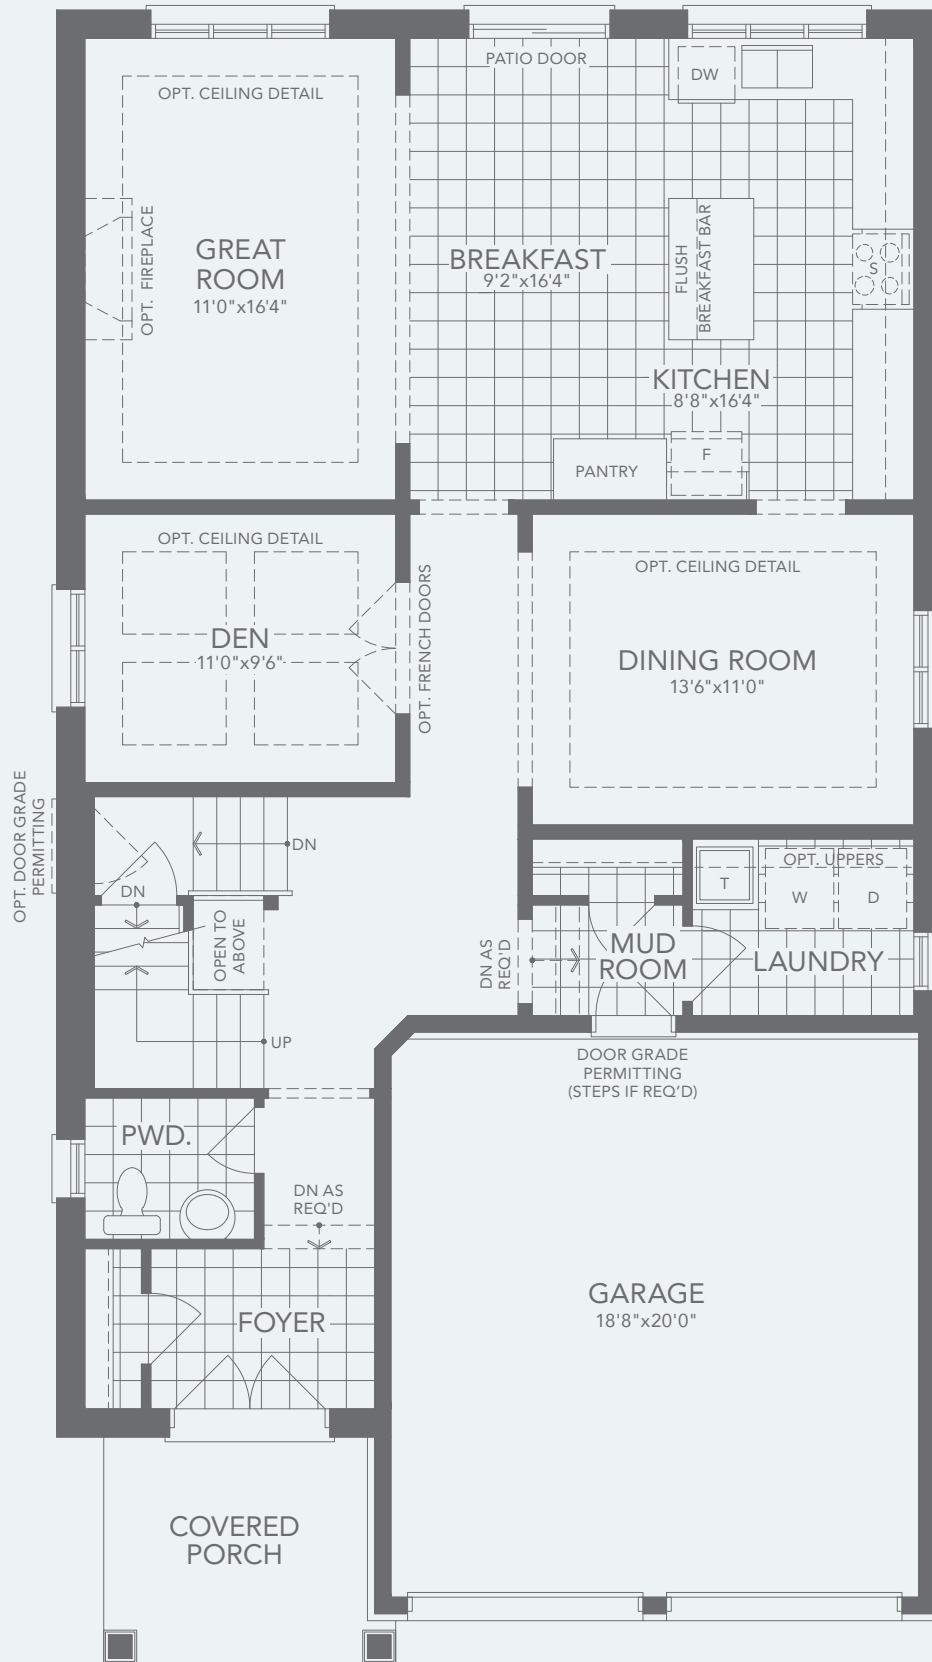 PATIO DOOR
DW
OPT. CEILING DETAIL
OPT. FIREPLACE
GREAT
ROOM
11'0"x16'4"
BREAKFAST
9'2"x16'4"
FLUSH
BREAKFAST BAR
S
KITCHEN
8'8"x16'4"
PANTRY
F
OPT. CEILING DETAIL
DEN
11'0"x9'6"
OPT. FRENCH DOORS
OPT. CEILING DETAIL
DINING ROOM
13'6"x11'0"
OPT. DOOR GRADE
PERMITTING
DN
DN
OPEN TO
ABOVE
UP
DN AS
REQ'D
MUD
ROOM
T
OPT. UPPERS
W
D
LAUNDRY
DOOR GRADE
PERMITTING
(STEPS IF REQ'D)
PWD.
DN AS
REQ'D
FOYER
GARAGE
18'8"x20'0"
COVERED
PORCH